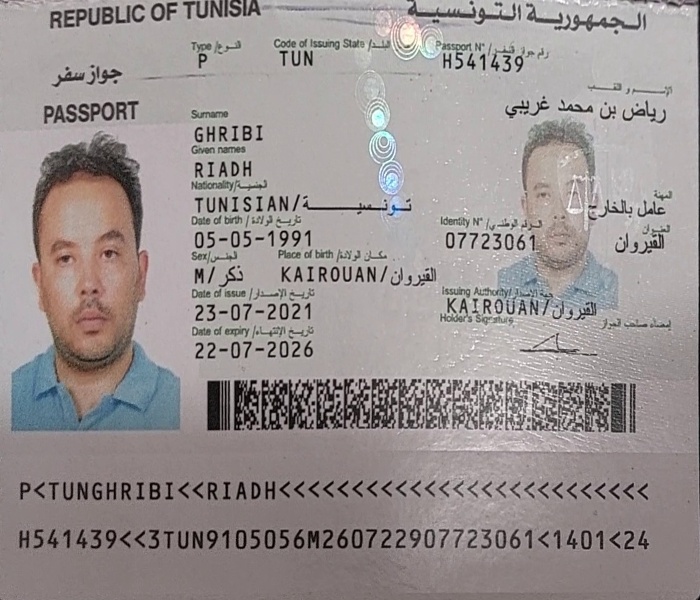 REPUBLIC OF TUNISIA الجمهورية التونسية
Type/النوع Code of Issuing State/البلد Passport N°/رقم جواز السفر
P TUN H541439
جواز سفر
PASSPORT
الإسم و اللقب
رياض بن محمد غريبي
Surname
GHRIBI
Given names
RIADH
Nationality/الجنسية
TUNISIAN/تونسيــة
المهنة
عامل بالخارج
Date of birth/تاريخ الولادة Identity N°/الرقم الوطني العنوان
05-05-1991 07723061 القيروان
Sex/الجنس Place of birth/مكان الولادة
M/ذكر KAIROUAN/القيروان
Date of issue/تاريخ الإصدار Issuing Authority/جهة الإصدار
23-07-2021 KAIROUAN/القيروان
Date of expiry/تاريخ الإنتهاء Holder's Signature إمضاء صاحب الجواز
22-07-2026
P<TUNGHRIBI<<RIADH<<<<<<<<<<<<<<<<<<<<<<<<<<
H541439<<3TUN9105056M260722907723061<1401<24